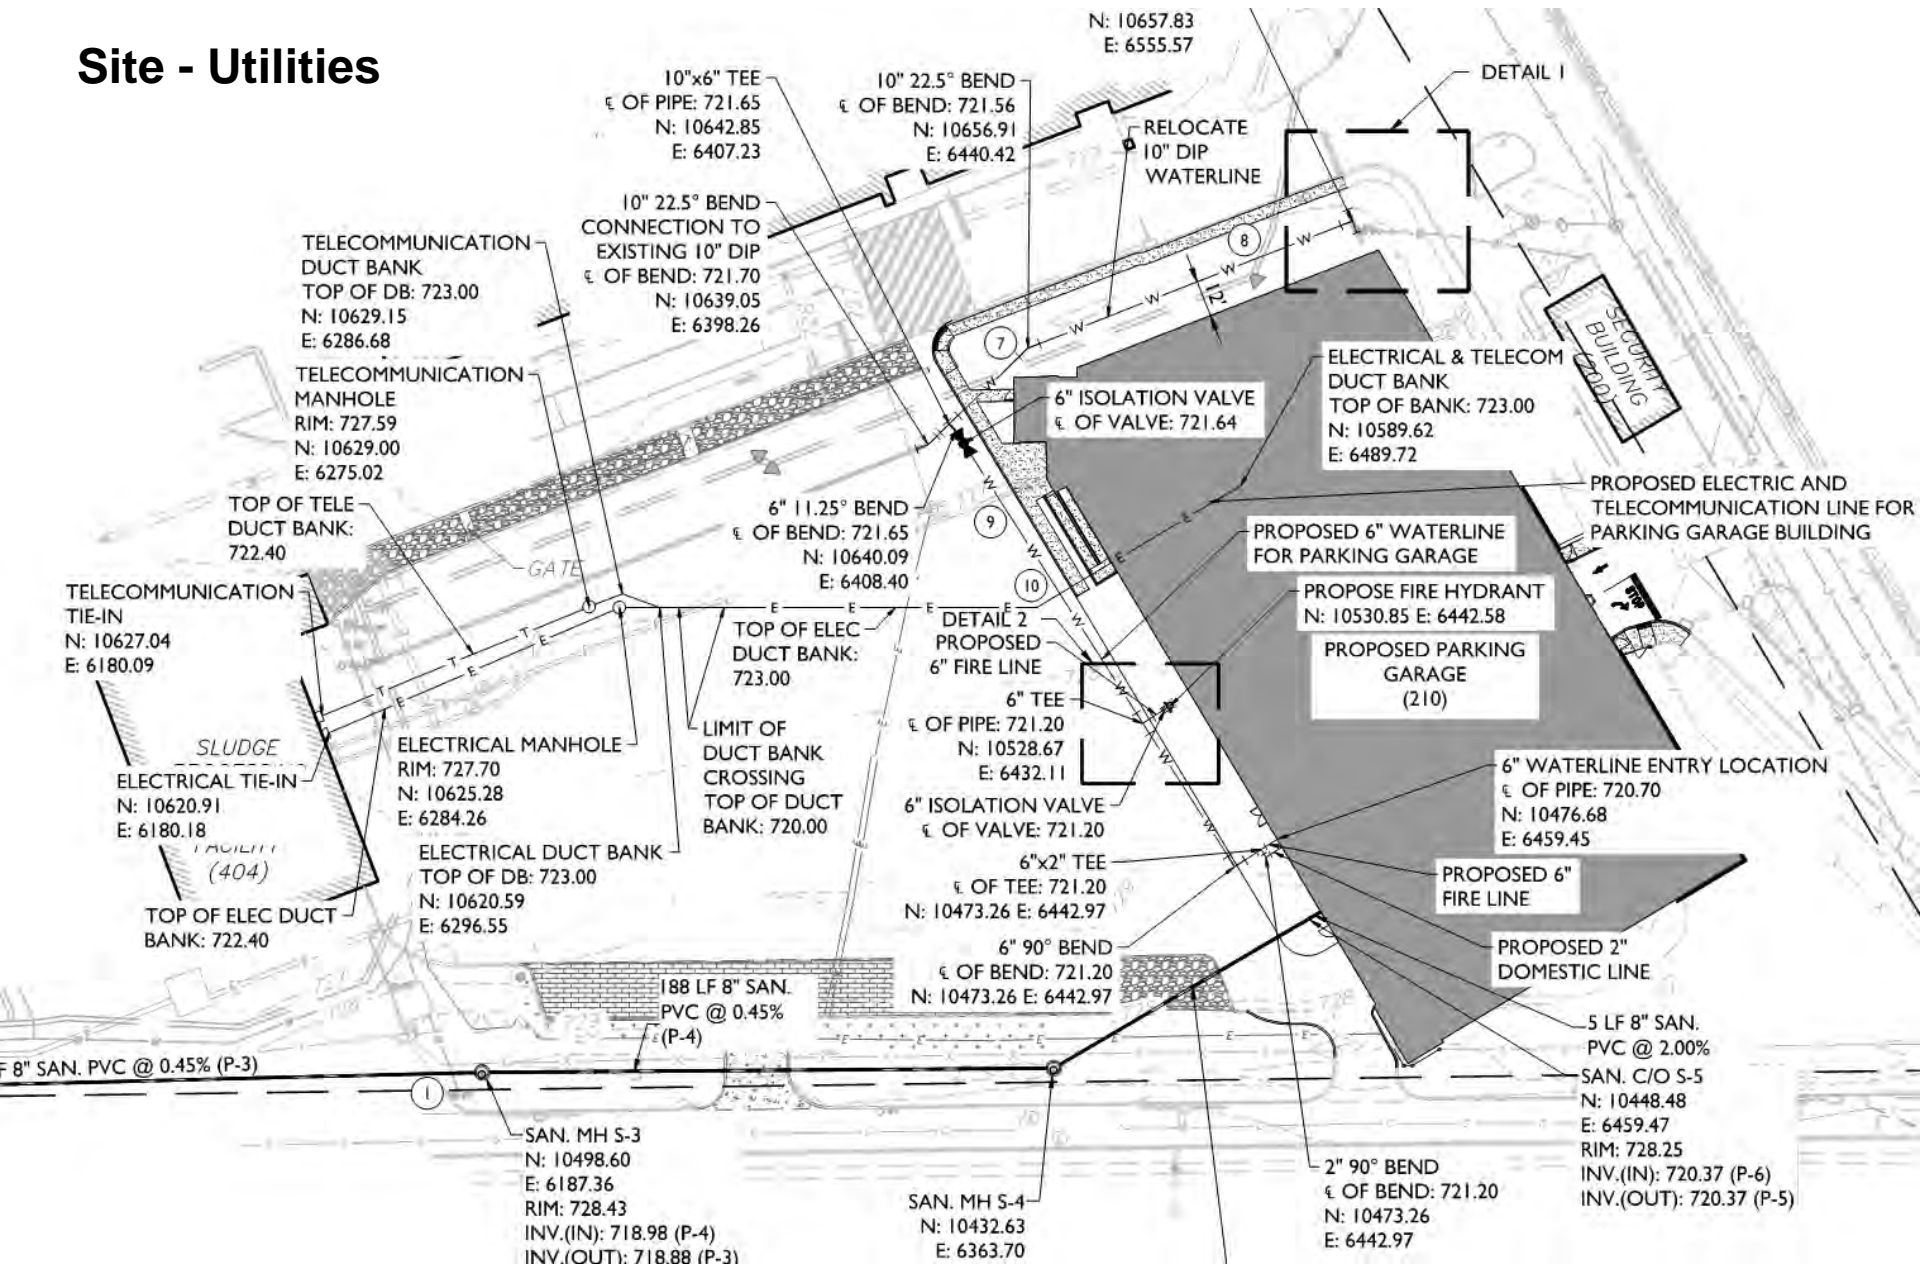 Site - Utilities
N: 10657.83
E: 6555.57
DETAIL 1
10"x6" TEE
℄ OF PIPE: 721.65
N: 10642.85
E: 6407.23
10" 22.5° BEND
℄ OF BEND: 721.56
N: 10656.91
E: 6440.42
RELOCATE
10" DIP
WATERLINE
10" 22.5° BEND
CONNECTION TO
EXISTING 10" DIP
℄ OF BEND: 721.70
N: 10639.05
E: 6398.26
TELECOMMUNICATION
DUCT BANK
TOP OF DB: 723.00
N: 10629.15
E: 6286.68
TELECOMMUNICATION
MANHOLE
RIM: 727.59
N: 10629.00
E: 6275.02
TOP OF TELE
DUCT BANK:
722.40
TELECOMMUNICATION
TIE-IN
N: 10627.04
E: 6180.09
GATE
8
W
W
W
W
W
12'
7
SECURITY
BUILDING
(200)
ELECTRICAL & TELECOM
DUCT BANK
TOP OF BANK: 723.00
N: 10589.62
E: 6489.72
6" ISOLATION VALVE
℄ OF VALVE: 721.64
PROPOSED ELECTRIC AND
TELECOMMUNICATION LINE FOR
PARKING GARAGE BUILDING
6" 11.25° BEND
℄ OF BEND: 721.65
N: 10640.09
E: 6408.40
9
10
PROPOSED 6" WATERLINE
FOR PARKING GARAGE
PROPOSE FIRE HYDRANT
N: 10530.85 E: 6442.58
PROPOSED PARKING
GARAGE
(210)
STOP
DETAIL 2
PROPOSED
6" FIRE LINE
TOP OF ELEC
DUCT BANK:
723.00
6" TEE
℄ OF PIPE: 721.20
N: 10528.67
E: 6432.11
LIMIT OF
DUCT BANK
CROSSING
TOP OF DUCT
BANK: 720.00
ELECTRICAL MANHOLE
RIM: 727.70
N: 10625.28
E: 6284.26
SLUDGE
ELECTRICAL TIE-IN
N: 10620.91
E: 6180.18
FACILITY
(404)
6" ISOLATION VALVE
℄ OF VALVE: 721.20
6" WATERLINE ENTRY LOCATION
℄ OF PIPE: 720.70
N: 10476.68
E: 6459.45
ELECTRICAL DUCT BANK
TOP OF DB: 723.00
N: 10620.59
E: 6296.55
6"x2" TEE
℄ OF TEE: 721.20
N: 10473.26 E: 6442.97
PROPOSED 6"
FIRE LINE
TOP OF ELEC DUCT
BANK: 722.40
6" 90° BEND
℄ OF BEND: 721.20
N: 10473.26 E: 6442.97
PROPOSED 2"
DOMESTIC LINE
188 LF 8" SAN.
PVC @ 0.45%
(P-4)
5 LF 8" SAN.
PVC @ 2.00%
F 8" SAN. PVC @ 0.45% (P-3)
1
SAN. C/O S-5
N: 10448.48
E: 6459.47
RIM: 728.25
INV.(IN): 720.37 (P-6)
INV.(OUT): 720.37 (P-5)
SAN. MH S-3
N: 10498.60
E: 6187.36
RIM: 728.43
INV.(IN): 718.98 (P-4)
INV.(OUT): 718.88 (P-3)
SAN. MH S-4
N: 10432.63
E: 6363.70
2" 90° BEND
℄ OF BEND: 721.20
N: 10473.26
E: 6442.97